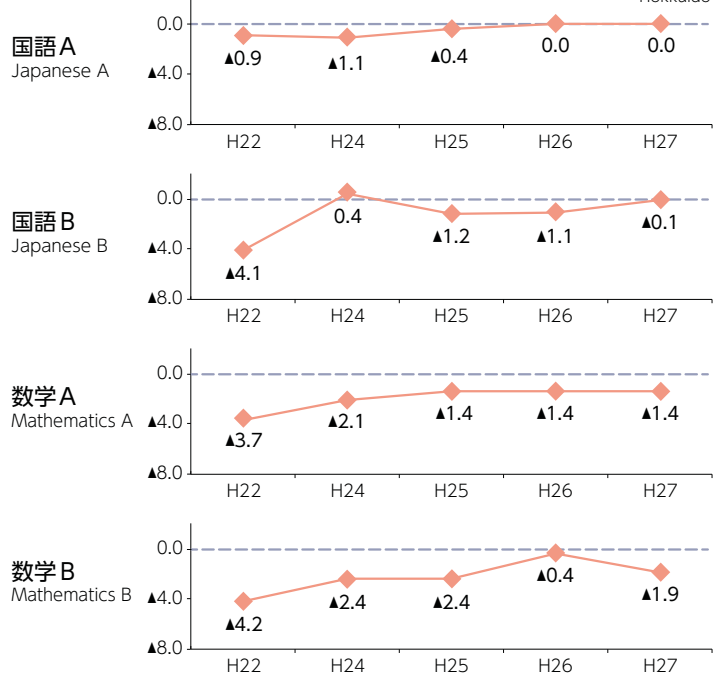 Hokkaido
0.0
国語A
Japanese A
▲4.0
▲8.0
▲0.9
▲1.1
▲0.4
0.0
0.0
H22
H24
H25
H26
H27
0.0
国語B
Japanese B
▲4.0
▲8.0
▲4.1
0.4
▲1.2
▲1.1
▲0.1
H22
H24
H25
H26
H27
0.0
数学A
Mathematics A
▲4.0
▲8.0
▲3.7
▲2.1
▲1.4
▲1.4
▲1.4
H22
H24
H25
H26
H27
0.0
数学B
Mathematics B
▲4.0
▲8.0
▲4.2
▲2.4
▲2.4
▲0.4
▲1.9
H22
H24
H25
H26
H27